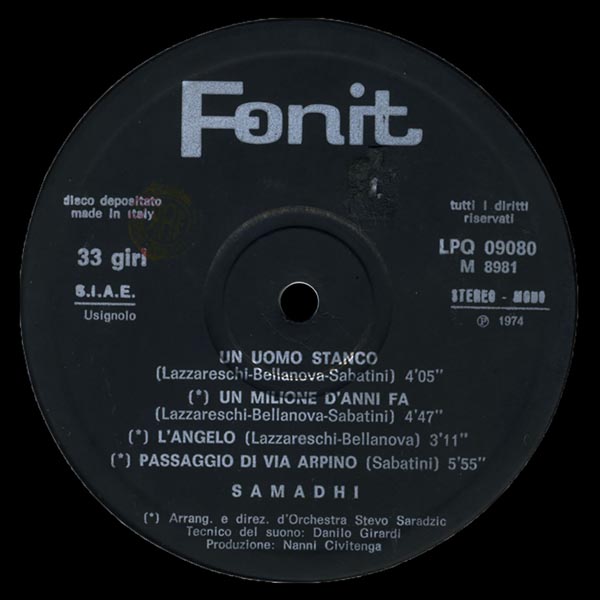 Fonit
disco depositato
made in Italy
tutti i diritti
riservati
33 giri
LPQ 09080
M 8981
S.I.A.E.
Usignolo
STEREO - MONO
Ⓟ 1974
UN UOMO STANCO
(Lazzareschi-Bellanova-Sabatini) 4'05"
(*) UN MILIONE D'ANNI FA
(Lazzareschi-Bellanova-Sabatini) 4'47"
(*) L'ANGELO (Lazzareschi-Bellanova) 3'11"
(*) PASSAGGIO DI VIA ARPINO (Sabatini) 5'55"
SAMADHI
(*) Arrang. e direz. d'Orchestra Stevo Saradzic
Tecnico del suono: Danilo Girardi
Produzione: Nanni Civitenga